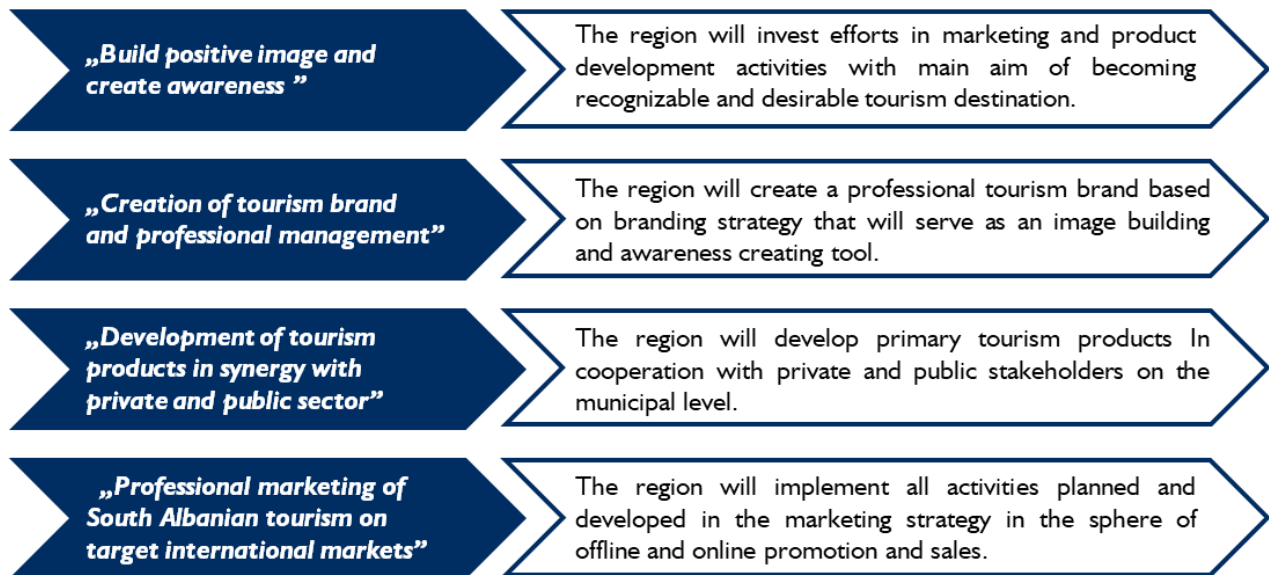 „Build positive image and
create awareness ”
The region will invest efforts in marketing and product
development activities with main aim of becoming
recognizable and desirable tourism destination.
„Creation of tourism brand
and professional management”
The region will create a professional tourism brand based
on branding strategy that will serve as an image building
and awareness creating tool.
„Development of tourism
products in synergy with
private and public sector”
The region will develop primary tourism products In
cooperation with private and public stakeholders on the
municipal level.
„Professional marketing of
South Albanian tourism on
target international markets”
The region will implement all activities planned and
developed in the marketing strategy in the sphere of
offline and online promotion and sales.